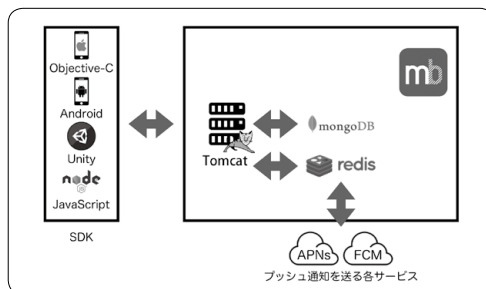 Objective-C
Android
Unity
node
JavaScript
SDK
Tomcat
mongoDB
redis
mb
APNs
FCM
プッシュ通知を送る各サービス